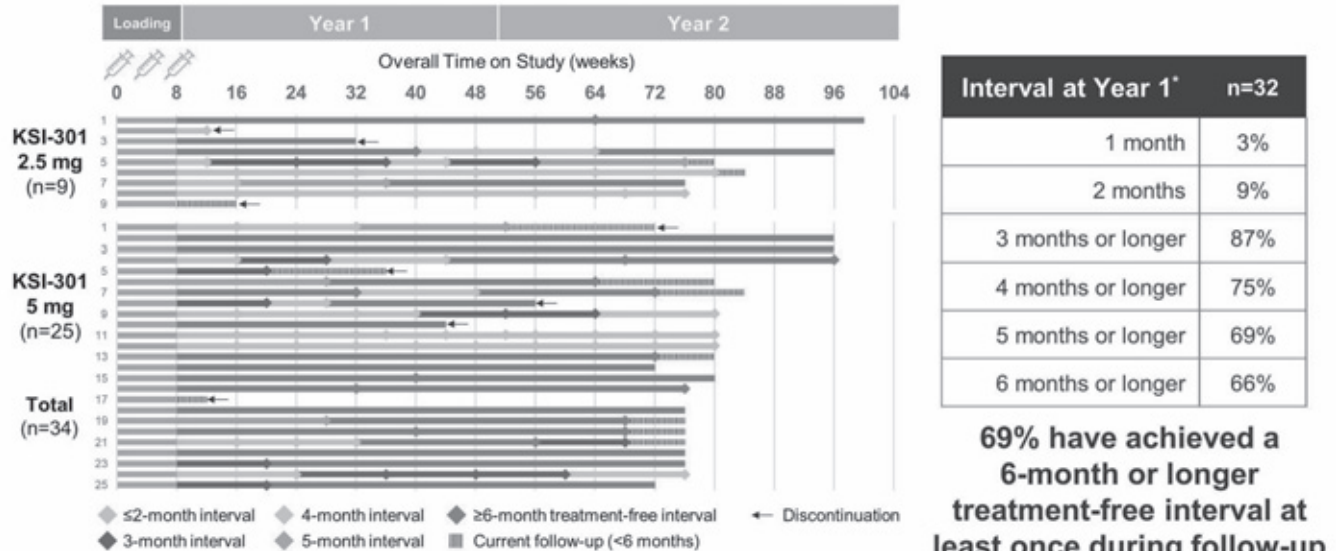 Loading Year 1 Year 2
Overall Time on Study (weeks)
0 8 16 24 32 40 48 56 64 72 80 88 96 104
KSI-301
2.5 mg
(n=9)
1
3
5
7
9
KSI-301
5 mg
(n=25)
Total
(n=34)
1
3
5
7
9
11
13
15
17
19
21
23
25
≤2-month interval 4-month interval ≥6-month treatment-free interval ← Discontinuation
3-month interval 5-month interval Current follow-up (<6 months)
Interval at Year 1* n=32
1 month 3%
2 months 9%
3 months or longer 87%
4 months or longer 75%
5 months or longer 69%
6 months or longer 66%
69% have achieved a
6-month or longer
treatment-free interval at
least once during follow-up